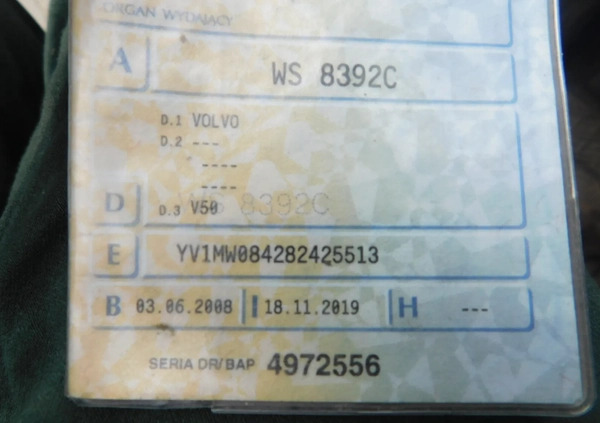 ORGAN WYDAJĄCY
A WS 8392C
D.1 VOLVO
D.2 ---
----
----
D D.3 V50 WS 8392C
E YV1MW084282425513
B 03.06.2008 I 18.11.2019 H ---
SERIA DR/BAP 4972556